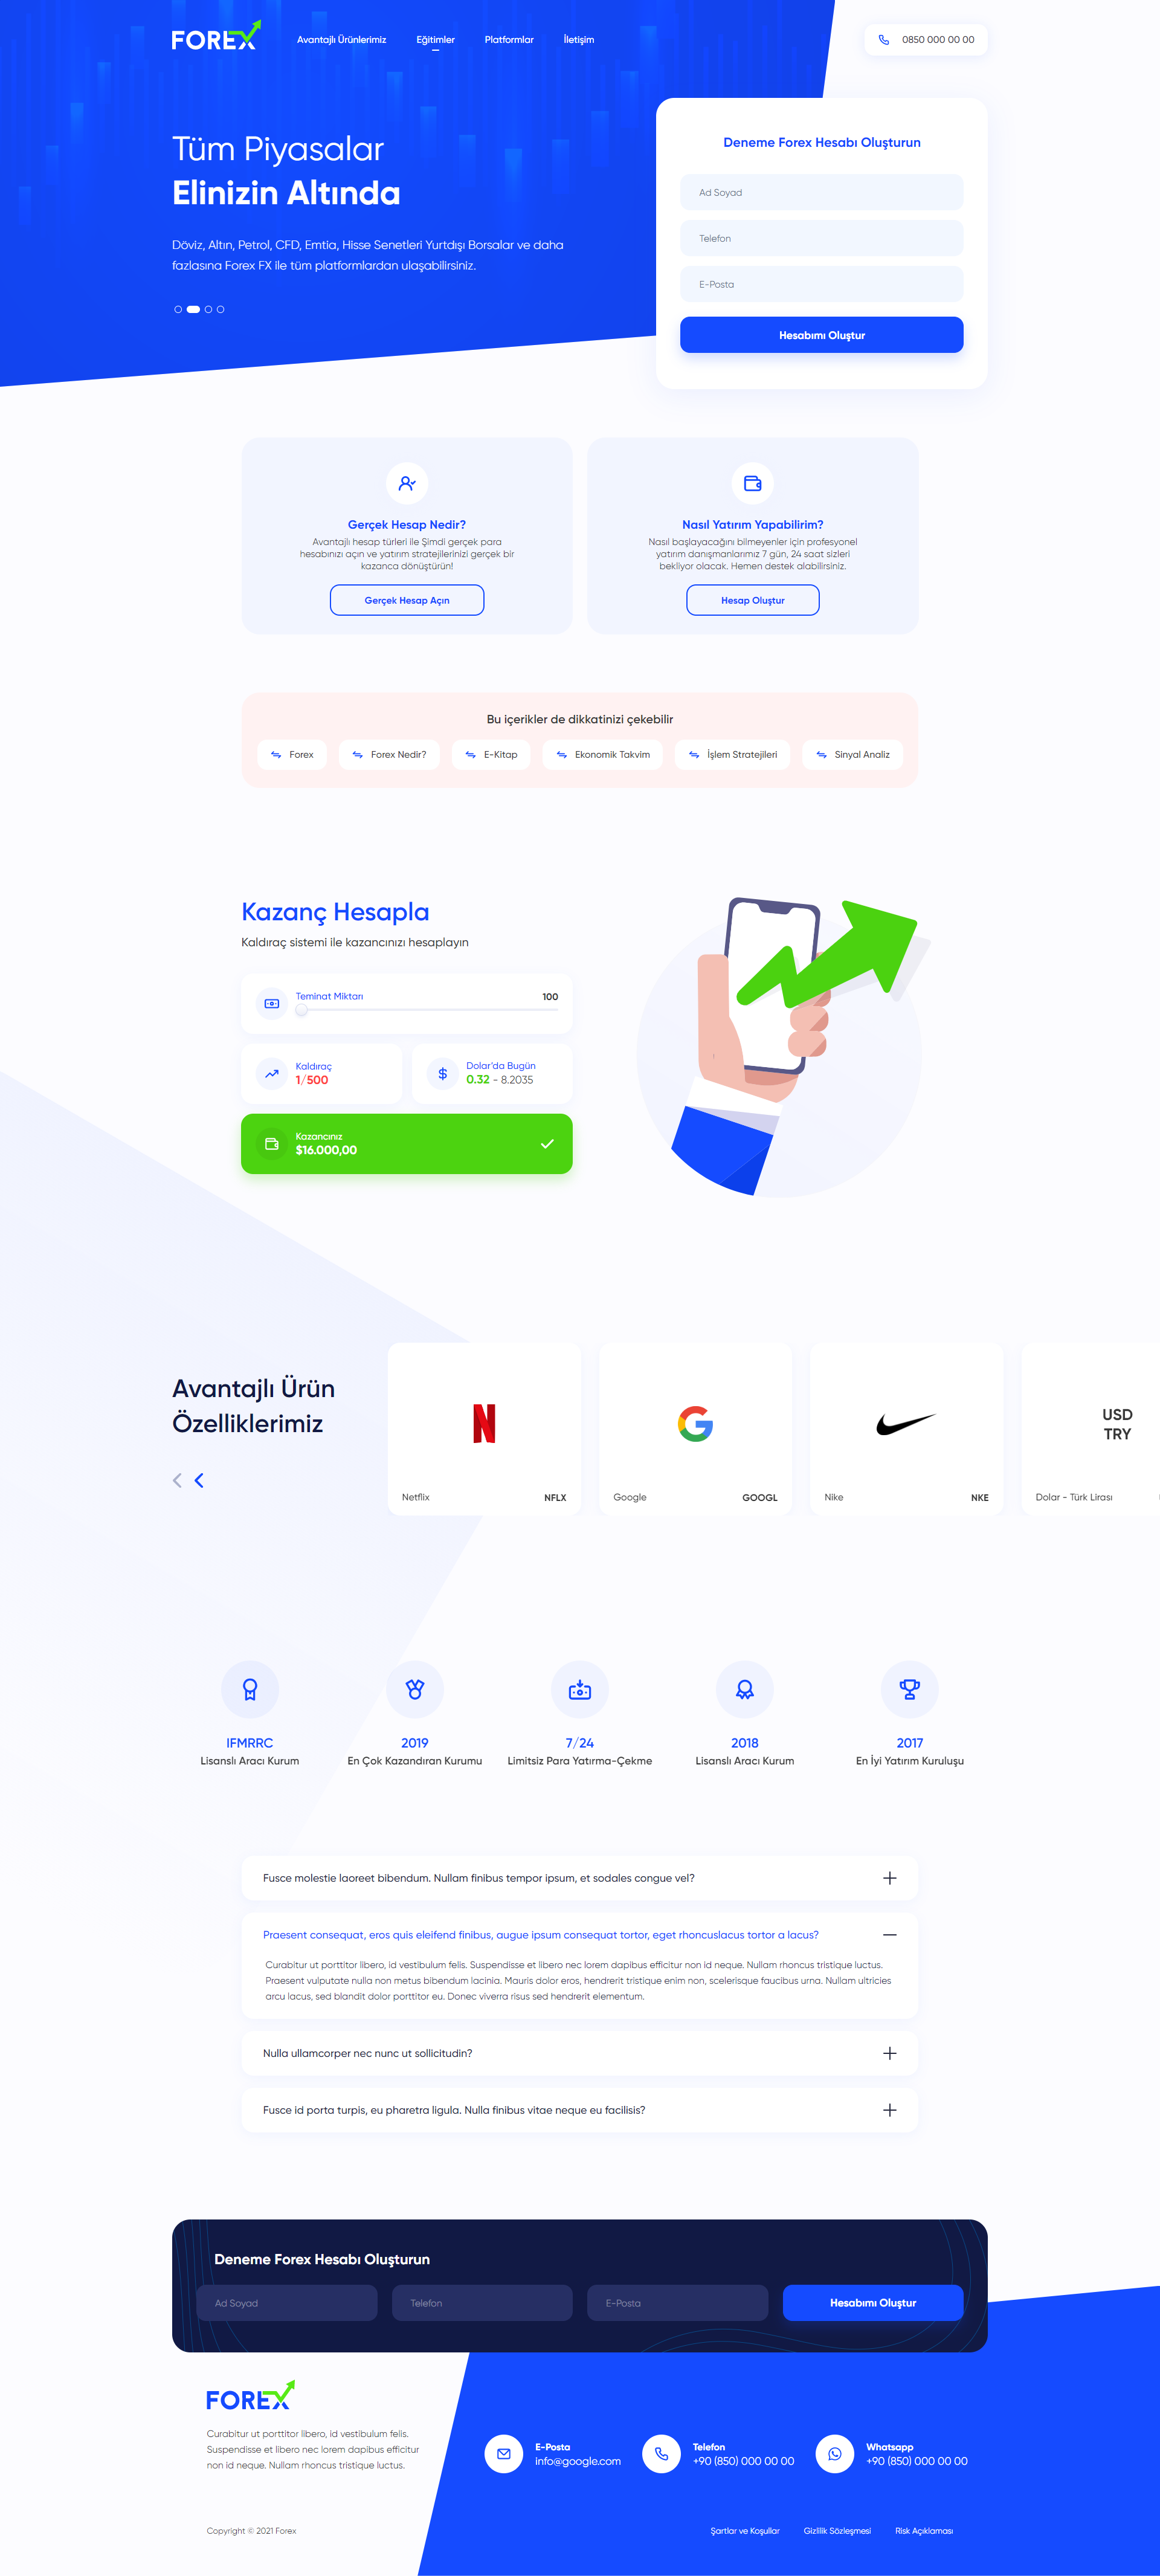 FOREX
Avantajlı Ürünlerimiz
Eğitimler
Platformlar
İletişim
0850 000 00 00
Tüm Piyasalar
Elinizin Altında
Döviz, Altın, Petrol, CFD, Emtia, Hisse Senetleri Yurtdışı Borsalar ve daha
fazlasına Forex FX ile tüm platformlardan ulaşabilirsiniz.
Deneme Forex Hesabı Oluşturun
Ad Soyad
Telefon
E-Posta
Hesabımı Oluştur
Gerçek Hesap Nedir?
Avantajlı hesap türleri ile Şimdi gerçek para
hesabınızı açın ve yatırım stratejilerinizi gerçek bir
kazanca dönüştürün!
Gerçek Hesap Açın
Nasıl Yatırım Yapabilirim?
Nasıl başlayacağını bilmeyenler için profesyonel
yatırım danışmanlarımız 7 gün, 24 saat sizleri
bekliyor olacak. Hemen destek alabilirsiniz.
Hesap Oluştur
Bu içerikler de dikkatinizi çekebilir
Forex
Forex Nedir?
E-Kitap
Ekonomik Takvim
İşlem Stratejileri
Sinyal Analiz
Kazanç Hesapla
Kaldıraç sistemi ile kazancınızı hesaplayın
Teminat Miktarı
100
Kaldıraç
1/500
Dolar'da Bugün
0.32 - 8.2035
Kazancınız
$16.000,00
Avantajlı Ürün
Özelliklerimiz
Netflix
NFLX
Google
GOOGL
Nike
NKE
USD
TRY
Dolar - Türk Lirası
IFMRRC
Lisanslı Aracı Kurum
2019
En Çok Kazandıran Kurumu
7/24
Limitsiz Para Yatırma-Çekme
2018
Lisanslı Aracı Kurum
2017
En İyi Yatırım Kuruluşu
Fusce molestie laoreet bibendum. Nullam finibus tempor ipsum, et sodales congue vel?
Praesent consequat, eros quis eleifend finibus, augue ipsum consequat tortor, eget rhoncuslacus tortor a lacus?
Curabitur ut porttitor libero, id vestibulum felis. Suspendisse et libero nec lorem dapibus efficitur non id neque. Nullam rhoncus tristique luctus.
Praesent vulputate nulla non metus bibendum lacinia. Mauris dolor eros, hendrerit tristique enim non, scelerisque faucibus urna. Nullam ultricies
arcu lacus, sed blandit dolor porttitor eu. Donec viverra risus sed hendrerit elementum.
Nulla ullamcorper nec nunc ut sollicitudin?
Fusce id porta turpis, eu pharetra ligula. Nulla finibus vitae neque eu facilisis?
Deneme Forex Hesabı Oluşturun
Ad Soyad
Telefon
E-Posta
Hesabımı Oluştur
FOREX
Curabitur ut porttitor libero, id vestibulum felis.
Suspendisse et libero nec lorem dapibus efficitur
non id neque. Nullam rhoncus tristique luctus.
E-Posta
info@google.com
Telefon
+90 (850) 000 00 00
Whatsapp
+90 (850) 000 00 00
Copyright © 2021 Forex
Şartlar ve Koşullar
Gizlilik Sözleşmesi
Risk Açıklaması